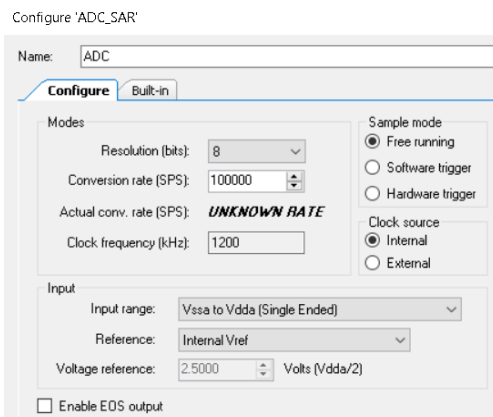 Configure 'ADC_SAR'
Name: ADC
Configure Built-in
Modes
Resolution (bits): 8
Conversion rate (SPS): 100000
Actual conv. rate (SPS): UNKNOWN RATE
Clock frequency (kHz): 1200
Sample mode
Free running
Software trigger
Hardware trigger
Clock source
Internal
External
Input
Input range: Vssa to Vdda (Single Ended)
Reference: Internal Vref
Voltage reference: 2.5000 Volts (Vdda/2)
Enable EOS output